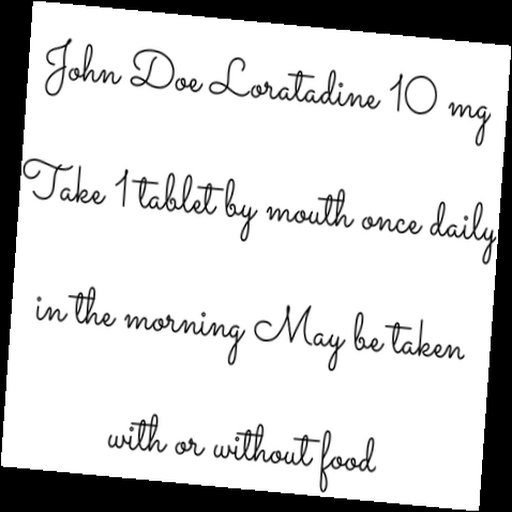 John Doe Loratadine 10 mg
Take 1 tablet by mouth once daily
in the morning May be taken
with or without food